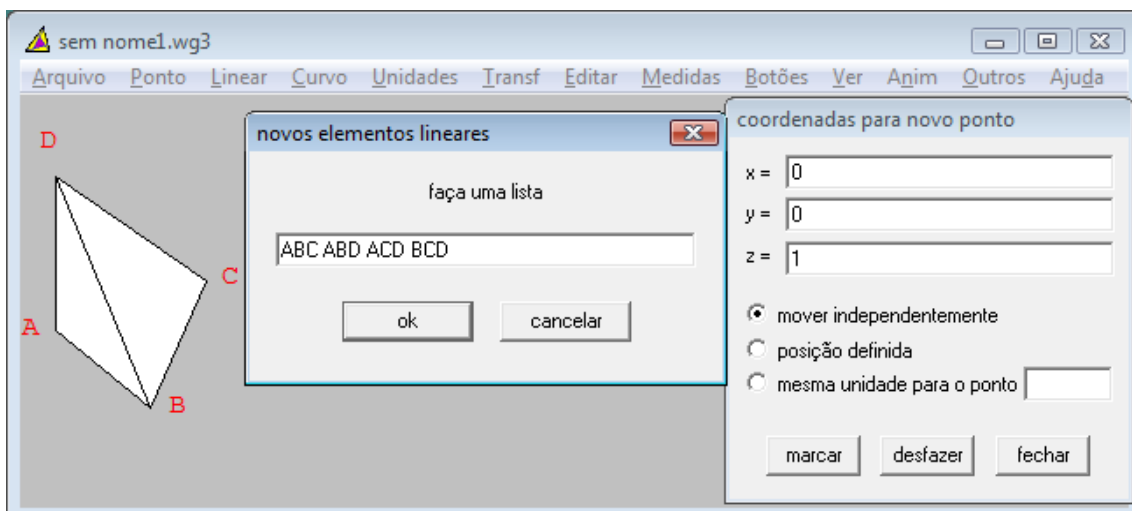 sem nome1.wg3
Arquivo Ponto Linear Curvo Unidades Transf Editar Medidas Botões Ver Anim Outros Ajuda
D
C
A
B
novos elementos lineares
faça uma lista
ABC ABD ACD BCD
ok cancelar
coordenadas para novo ponto
x = 0
y = 0
z = 1
mover independentemente
posição definida
mesma unidade para o ponto
marcar desfazer fechar